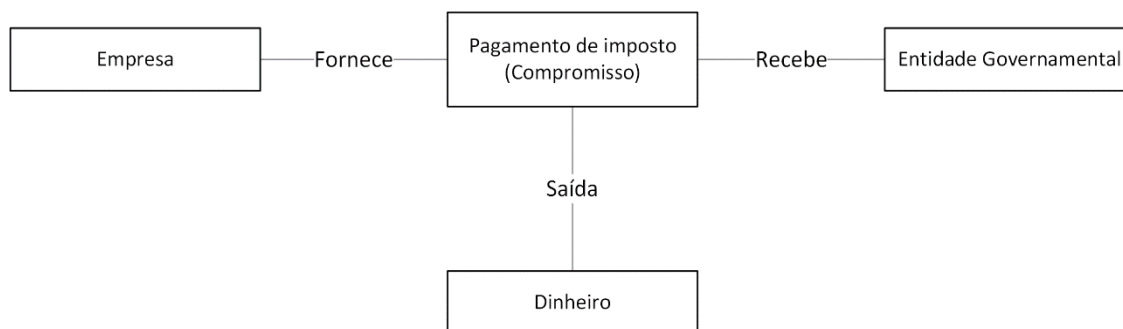 Empresa
Fornece
Pagamento de imposto
(Compromisso)
Recebe
Entidade Governamental
Saída
Dinheiro